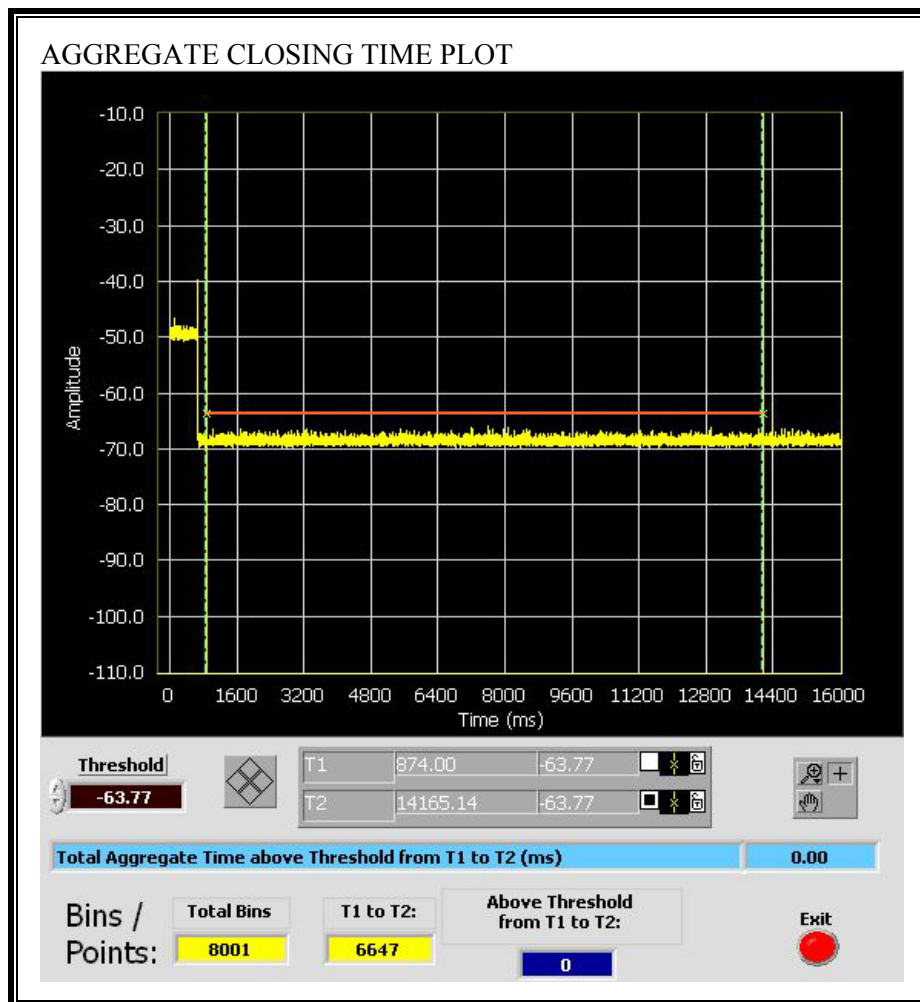 AGGREGATE CLOSING TIME PLOT
-10.0
-20.0
-30.0
-40.0
-50.0
-60.0
-70.0
-80.0
-90.0
-100.0
-110.0
Amplitude
0 1600 3200 4800 6400 8000 9600 11200 12800 14400 16000
Time (ms)
Threshold
-63.77
T1 874.00 -63.77
T2 14165.14 -63.77
Total Aggregate Time above Threshold from T1 to T2 (ms) 0.00
Bins /
Points:
Total Bins
8001
T1 to T2:
6647
Above Threshold
from T1 to T2:
0
Exit